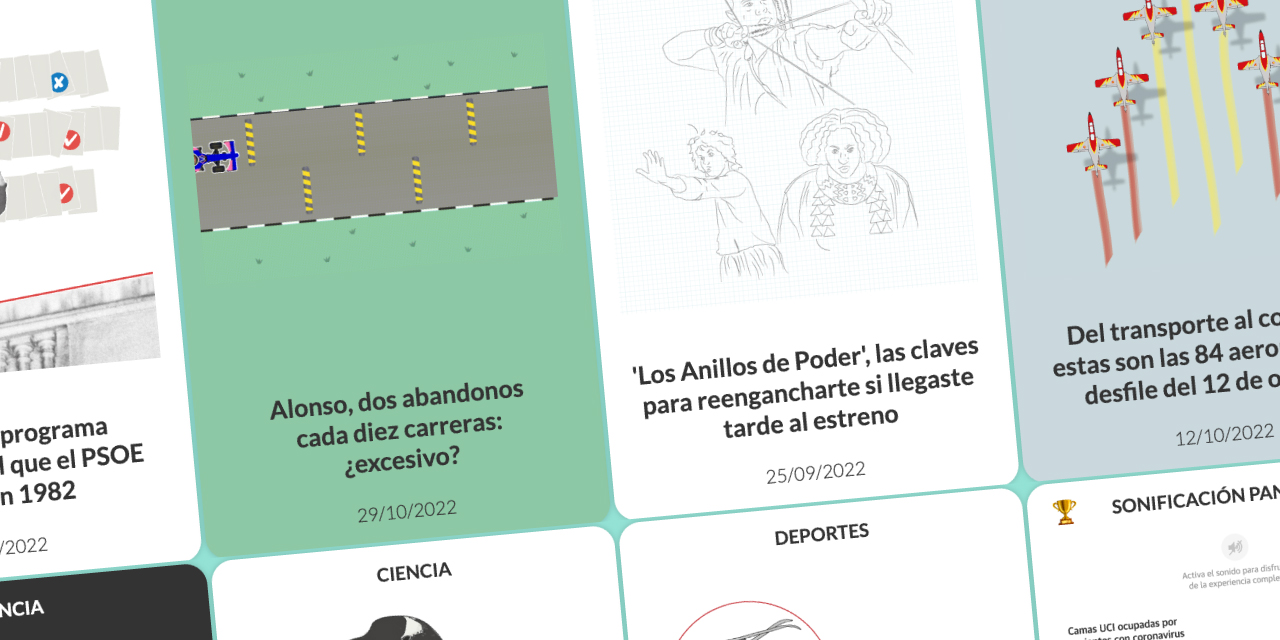 programa
que el PSOE
n 1982
/2022
Alonso, dos abandonos
cada diez carreras:
¿excesivo?
29/10/2022
'Los Anillos de Poder', las claves
para reengancharte si llegaste
tarde al estreno
25/09/2022
Del transporte al co
estas son las 84 aero
desfile del 12 de o
12/10/2022
NCIA
CIENCIA
DEPORTES
SONIFICACIÓN PAN
Activa el sonido para disfru
de la experiencia comple
Camas UCI ocupadas por
ientes con coronavirus